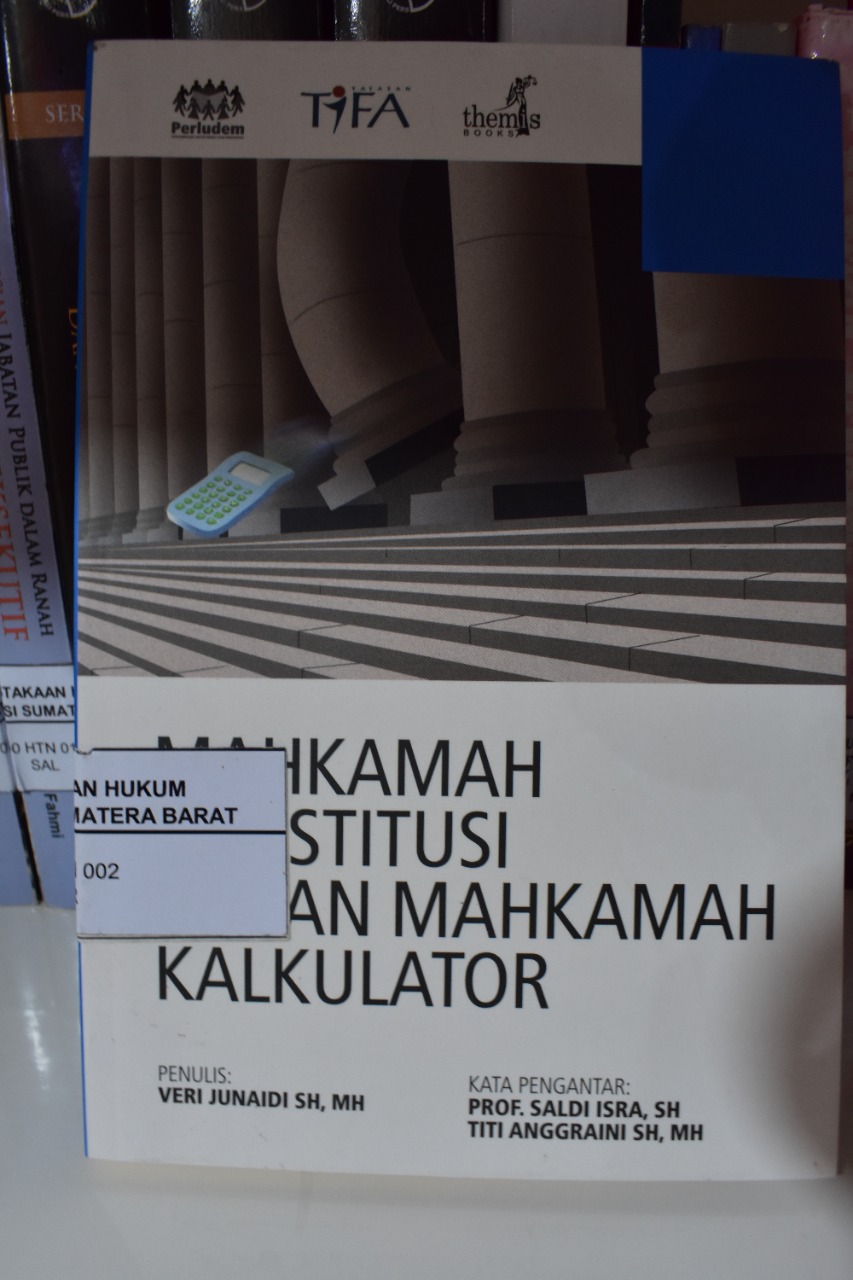 SER
Perludem
YAYASAN
TiFA
themis
BOOKS
JABATAN PUBLIK DALAM RANAH
TAKAAN
SI SUMAT
HTN 01
SAL
Fahmi
MAHKAMAH
STITUSI
AN MAHKAMAH
KALKULATOR
AN HUKUM
MATERA BARAT
002
PENULIS:
VERI JUNAIDI SH, MH
KATA PENGANTAR:
PROF. SALDI ISRA, SH
TITI ANGGRAINI SH, MH